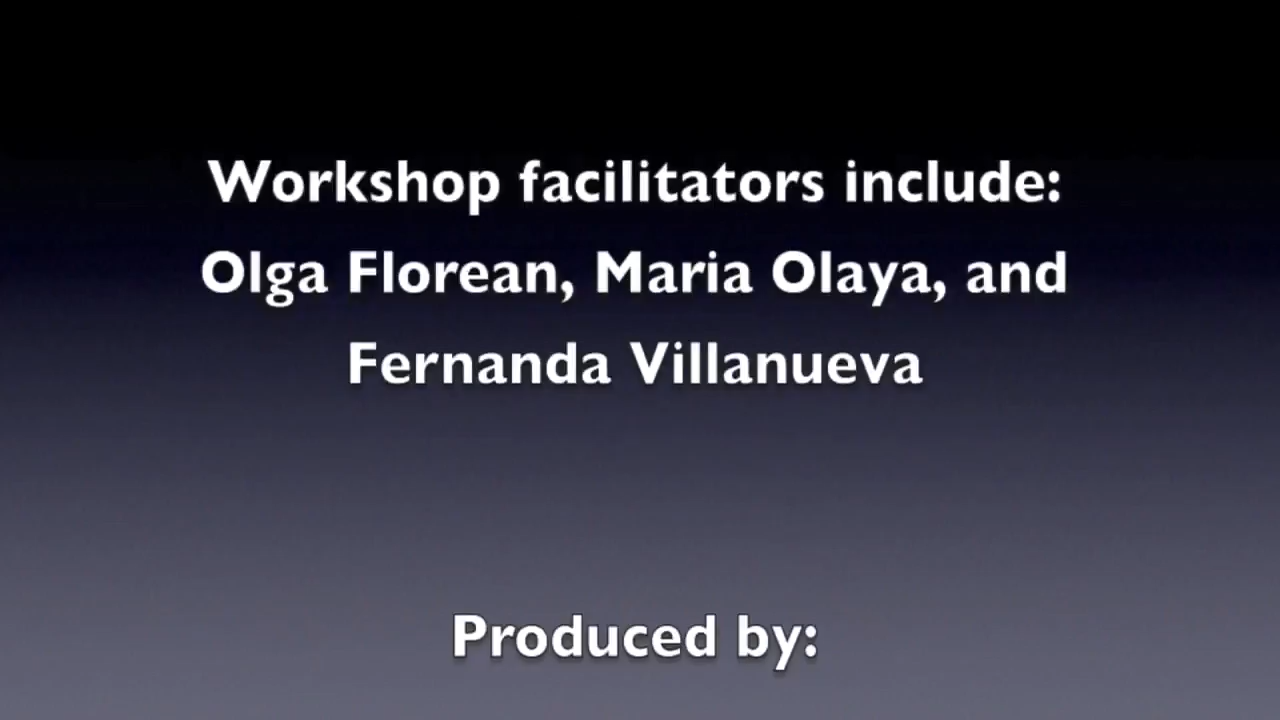 Workshop facilitators include:
Olga Florean, Maria Olaya, and
Fernanda Villanueva
Produced by: